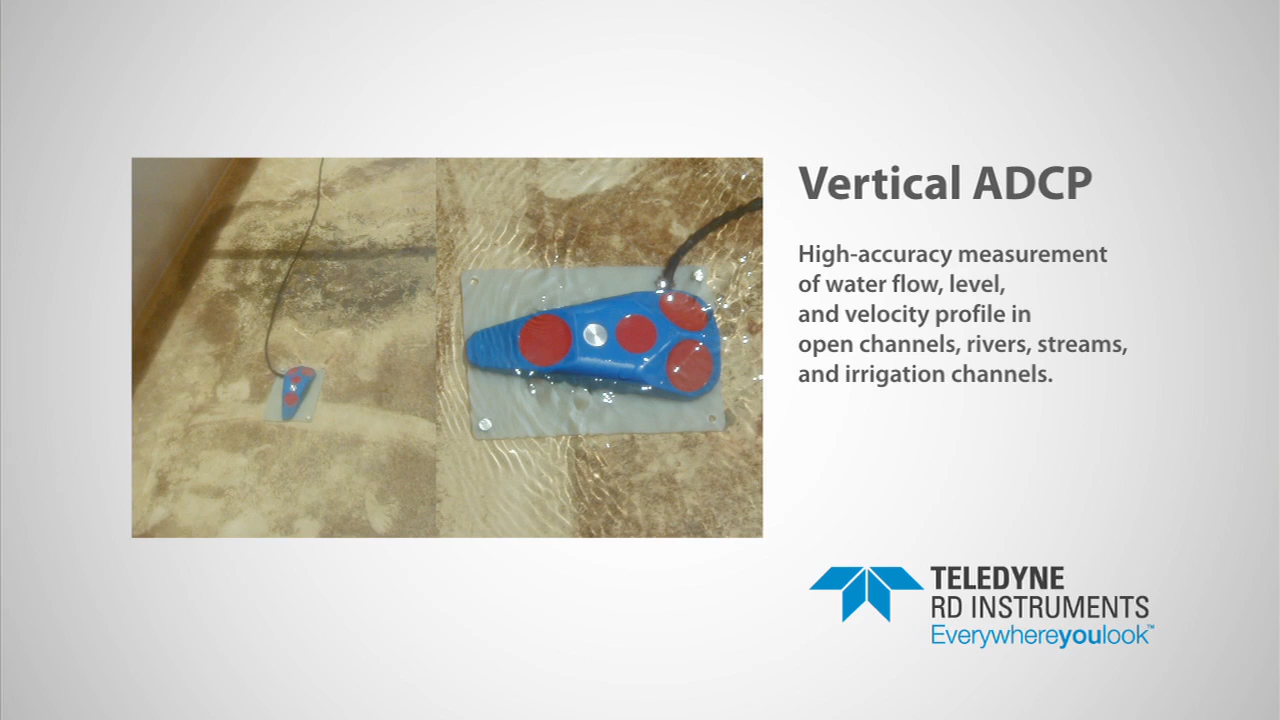 Vertical ADCP
High-accuracy measurement
of water flow, level,
and velocity profile in
open channels, rivers, streams,
and irrigation channels.
TELEDYNE
RD INSTRUMENTS
Everywhereyoulook™